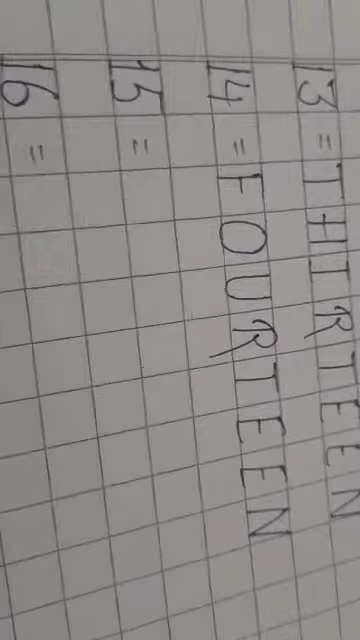 13 = THIRTEEN
14 = FOURTEEN
15 =
16 =